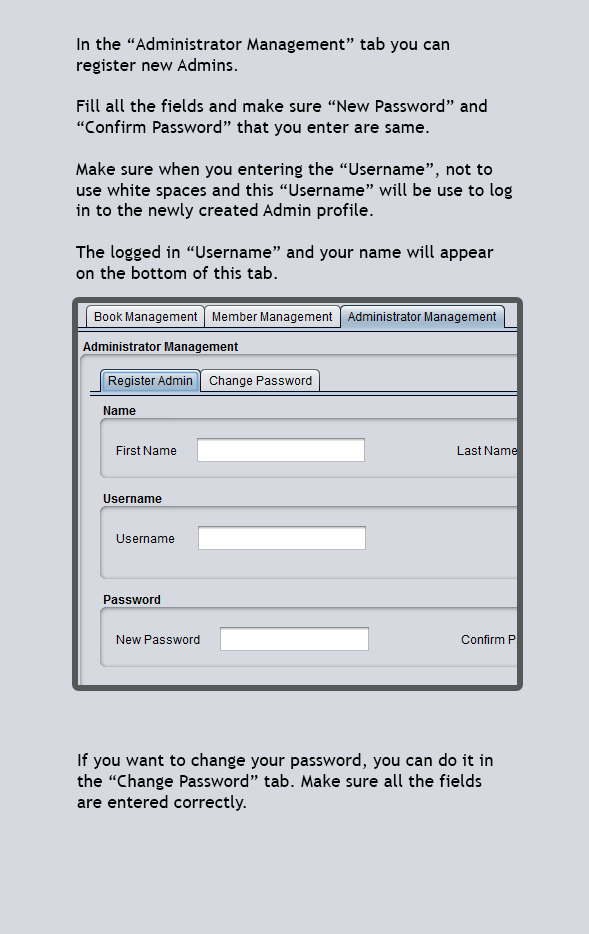 In the “Administrator Management” tab you can
register new Admins.
Fill all the fields and make sure “New Password” and
“Confirm Password” that you enter are same.
Make sure when you entering the “Username”, not to
use white spaces and this “Username” will be use to log
in to the newly created Admin profile.
The logged in “Username” and your name will appear
on the bottom of this tab.
Book Management Member Management Administrator Management
Administrator Management
Register Admin Change Password
Name
First Name Last Name
Username
Username
Password
New Password Confirm P
If you want to change your password, you can do it in
the “Change Password” tab. Make sure all the fields
are entered correctly.